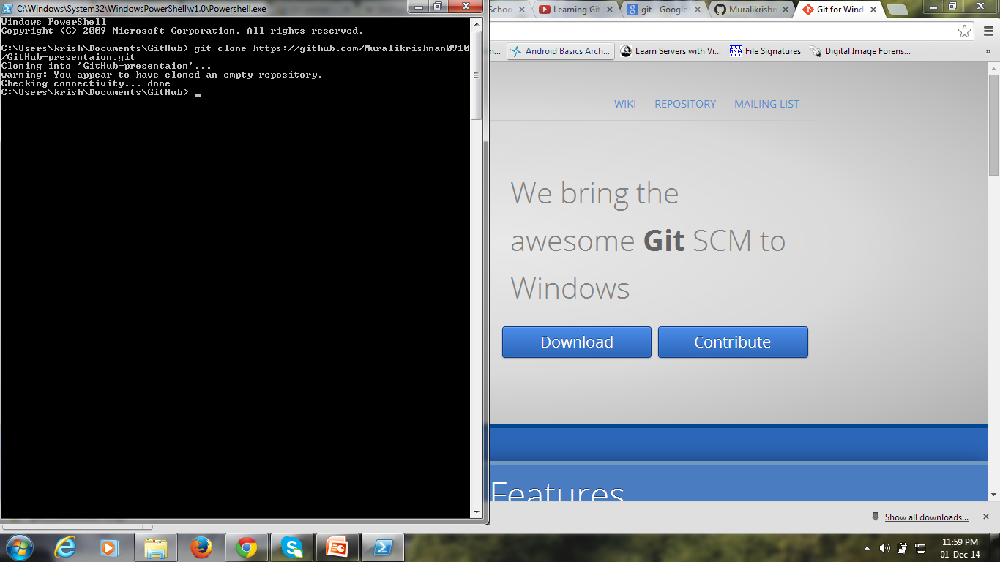 C:\Windows\System32\WindowsPowerShell\v1.0\Powershell.exe
Windows PowerShell
Copyright (C) 2009 Microsoft Corporation. All rights reserved.
C:\Users\krish\Documents\GitHub> git clone https://github.com/Muralikrishnan0910
/GitHub-presentaion.git
Cloning into 'GitHub-presentaion'...
warning: You appear to have cloned an empty repository.
Checking connectivity... done
C:\Users\krish\Documents\GitHub>
Schoo Learning Git git - Google Muralikrishn Git for Wind
n... Android Basics Arch... Learn Servers with Vi... GKA File Signatures Digital Image Forens...
WIKI REPOSITORY MAILING LIST
We bring the
awesome Git SCM to
Windows
Download Contribute
Features
Show all downloads...
11:59 PM
01-Dec-14